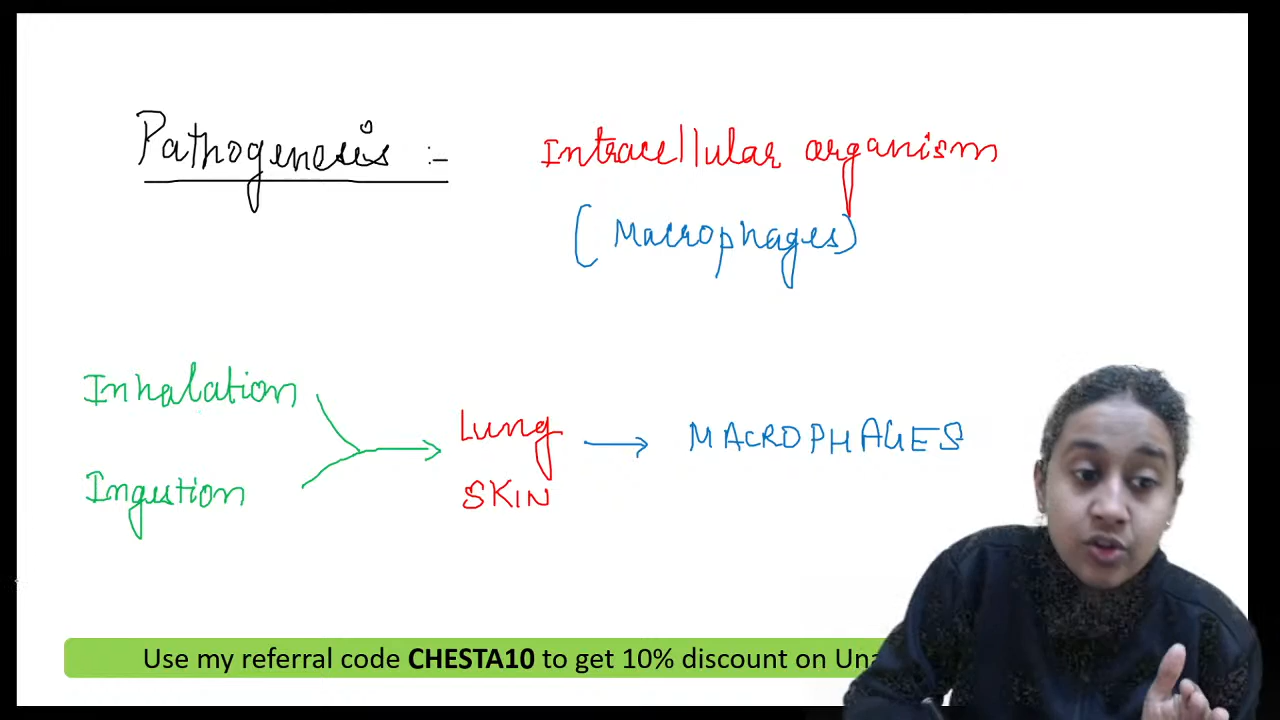 Pathogenesis :-
Intracellular organism
(Macrophages)
Inhalation
Ingestion
Lung
SKIN
MACROPHAGES
Use my referral code CHESTA10 to get 10% discount on Una